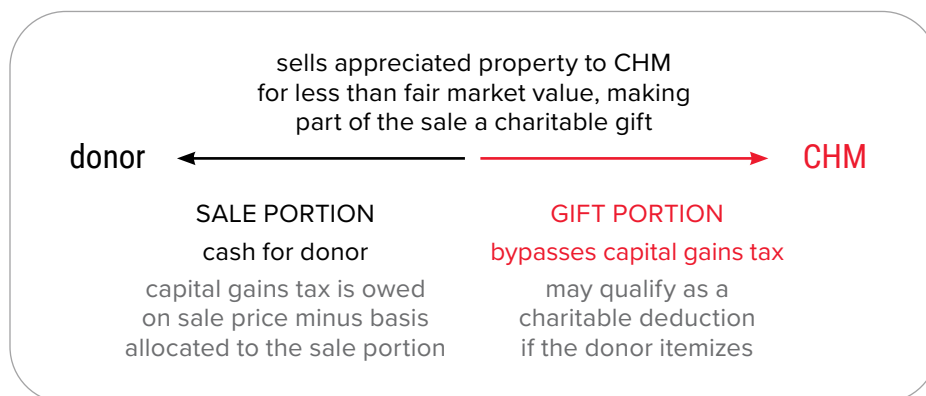 sells appreciated property to CHM
for less than fair market value, making
part of the sale a charitable gift
donor
CHM
SALE PORTION
cash for donor
capital gains tax is owed
on sale price minus basis
allocated to the sale portion
GIFT PORTION
bypasses capital gains tax
may qualify as a
charitable deduction
if the donor itemizes